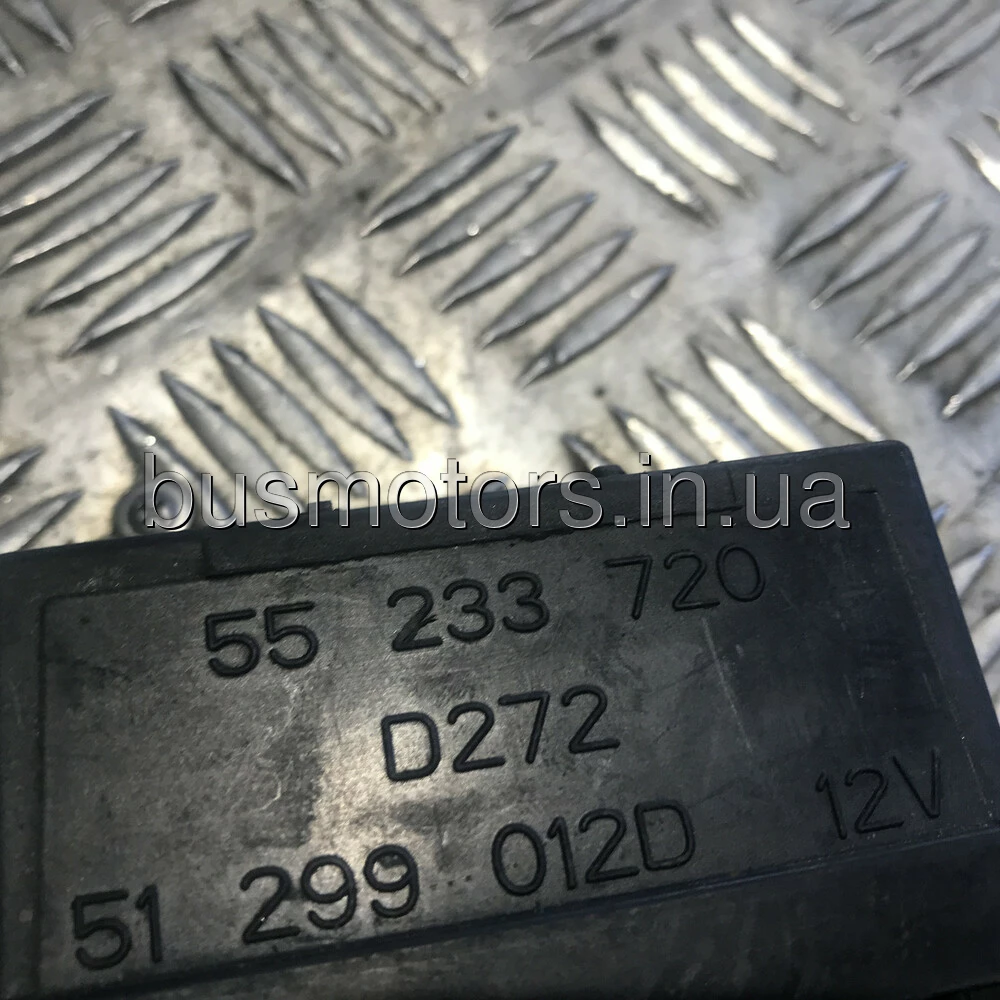 busmotors.in.ua
55 233 720
D272
51 299 012D 12V